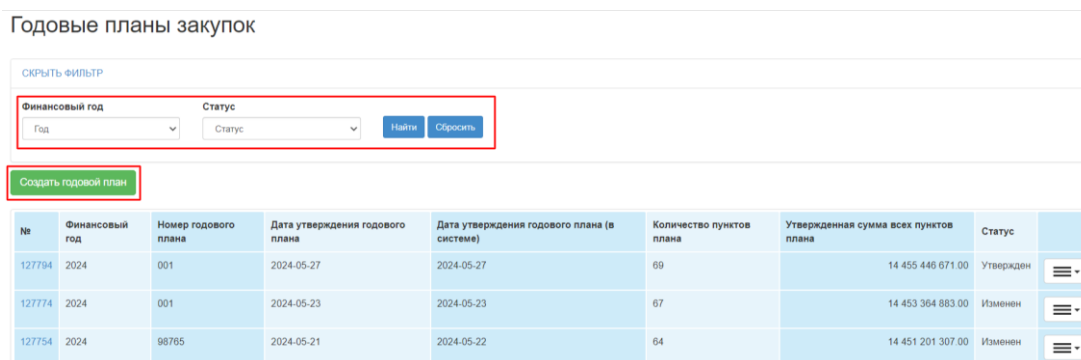 Годовые планы закупок
СКРЫТЬ ФИЛЬТР
Финансовый год Статус
Год Статус Найти Сбросить
Создать годовой план
№ Финансовый год Номер годового плана Дата утверждения годового плана Дата утверждения годового плана (в системе) Количество пунктов плана Утвержденная сумма всех пунктов плана Статус
127794 2024 001 2024-05-27 2024-05-27 69 14 455 446 671.00 Утвержден
127774 2024 001 2024-05-23 2024-05-23 67 14 453 364 883.00 Изменен
127754 2024 98765 2024-05-21 2024-05-22 64 14 451 201 307.00 Изменен